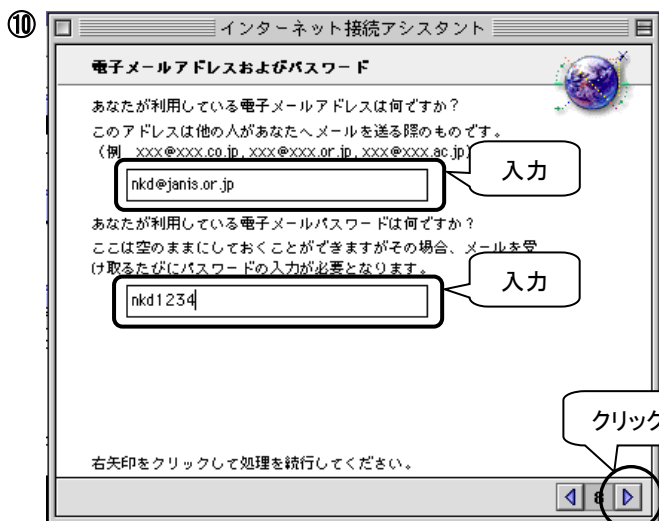 ⑩
インターネット接続アシスタント
電子メールアドレスおよびパスワード
あなたが利用している電子メールアドレスは何ですか？
このアドレスは他の人があなたへメールを送る際のものです。
（例　xxx@xxx.co.jp, xxx@xxx.or.jp, xxx@xxx.ac.jp）
入力
nkd@janis.or.jp
あなたが利用している電子メールパスワードは何ですか？
ここは空のままにしておくことができますがその場合、メールを受
け取るたびにパスワードの入力が必要となります。
入力
nkd1234
クリック
右矢印をクリックして処理を続行してください。
8